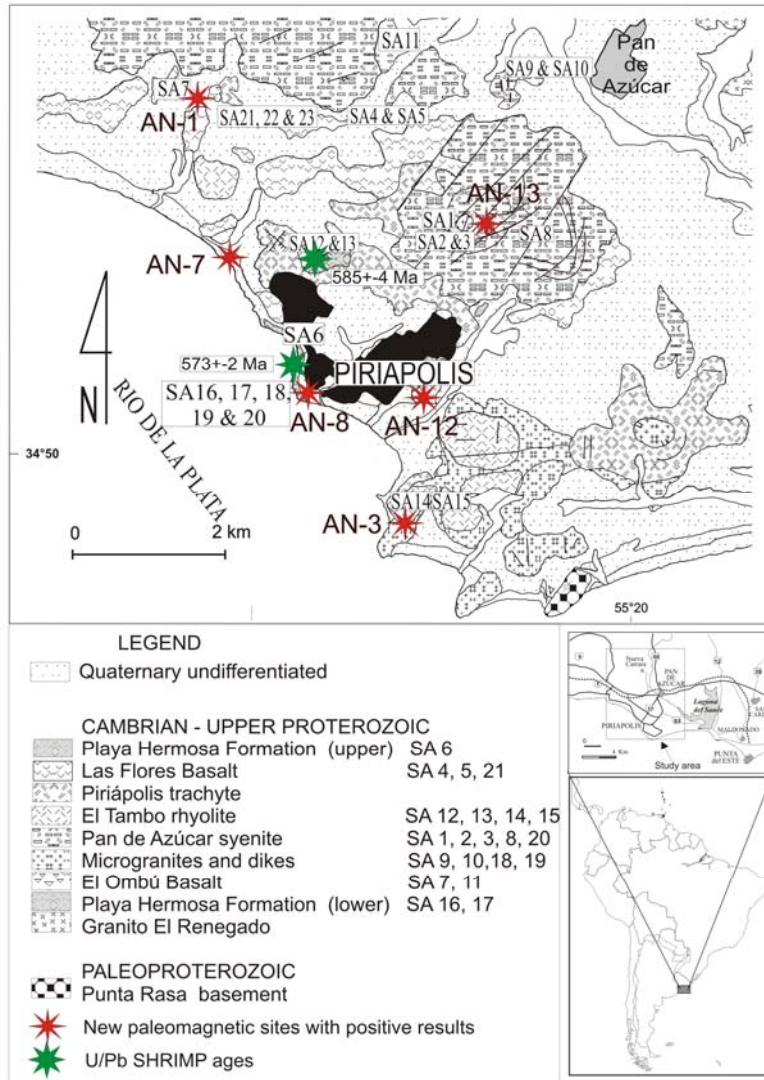 SA11
SA9 & SA10
Pan
de
Azúcar
SA7
AN-1
SA21, 22 & 23
SA4 & SA5
AN-13
SA1,
SA2 & 3
SA8
AN-7
SA12 &13
585+-4 Ma
SA6
573+-2 Ma
PIRIAPOLIS
SA16, 17, 18,
19 & 20
AN-8
AN-12
N
RIO DE LA PLATA
34°50
SA14SA15
AN-3
0
2 km
55°20
LEGEND
Quaternary undifferentiated
CAMBRIAN - UPPER PROTEROZOIC
Playa Hermosa Formation (upper) SA 6
Las Flores Basalt SA 4, 5, 21
Piriápolis trachyte
El Tambo rhyolite SA 12, 13, 14, 15
Pan de Azúcar syenite SA 1, 2, 3, 8, 20
Microgranites and dikes SA 9, 10,18, 19
El Ombú Basalt SA 7, 11
Playa Hermosa Formation (lower) SA 16, 17
Granito El Renegado
PALEOPROTEROZOIC
Punta Rasa basement
New paleomagnetic sites with positive results
U/Pb SHRIMP ages
PAN
DE
AZUCAR
Laguna
del Sauce
PIRIAPOLIS
MALDONADO
PUNTA
del ESTE
0
4 Km
Study area